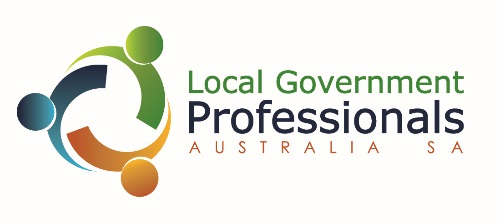 Local Government
Professionals
AUSTRALIA SA